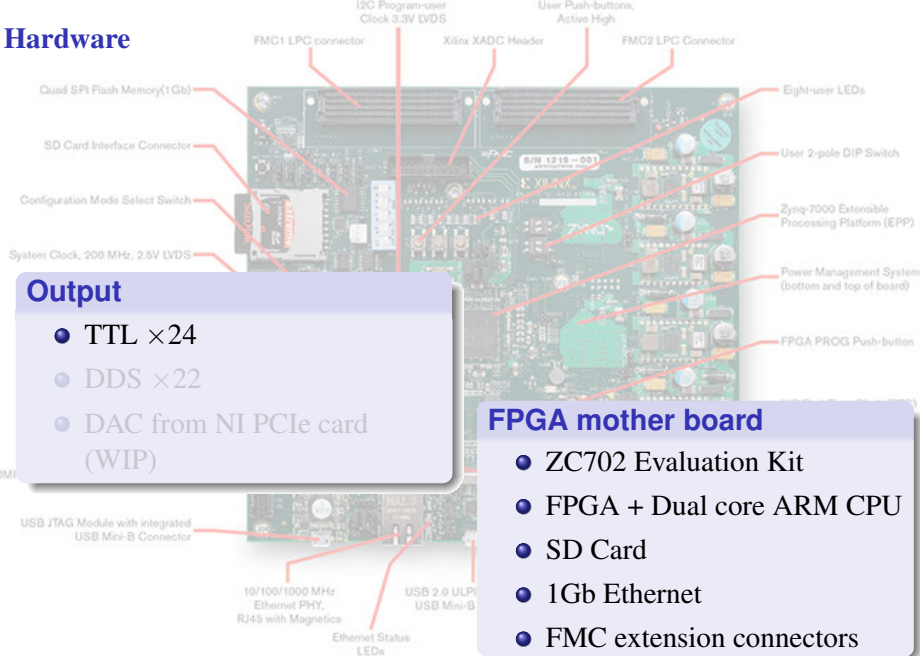 I2C Program-user
Clock 3.3V LVDS
User Push-buttons,
Active High
Hardware
FMC1 LPC connector
Xilinx XADC Header
FMC2 LPC Connector
Quad SPI Flash Memory(1Gb)
Eight-user LEDs
SD Card Interface Connector
User 2-pole DIP Switch
S/N 1219-001
XILINX
ZYNQ
Configuration Mode Select Switch
Zynq-7000 Extensible
Processing Platform (EPP)
System Clock, 200 MHz, 2.5V LVDS
Power Management System
(bottom and top of board)
Output
TTL ×24
DDS ×22
DAC from NI PCIe card
(WIP)
FPGA PROG Push-button
FPGA mother board
ZC702 Evaluation Kit
FPGA + Dual core ARM CPU
SD Card
1Gb Ethernet
FMC extension connectors
USB JTAG Module with integrated
USB Mini-B Connector
10/100/1000 MHz
Ethernet PHY,
RJ45 with Magnetics
USB 2.0 ULPI
USB Mini-B
Ethernet Status
LEDs